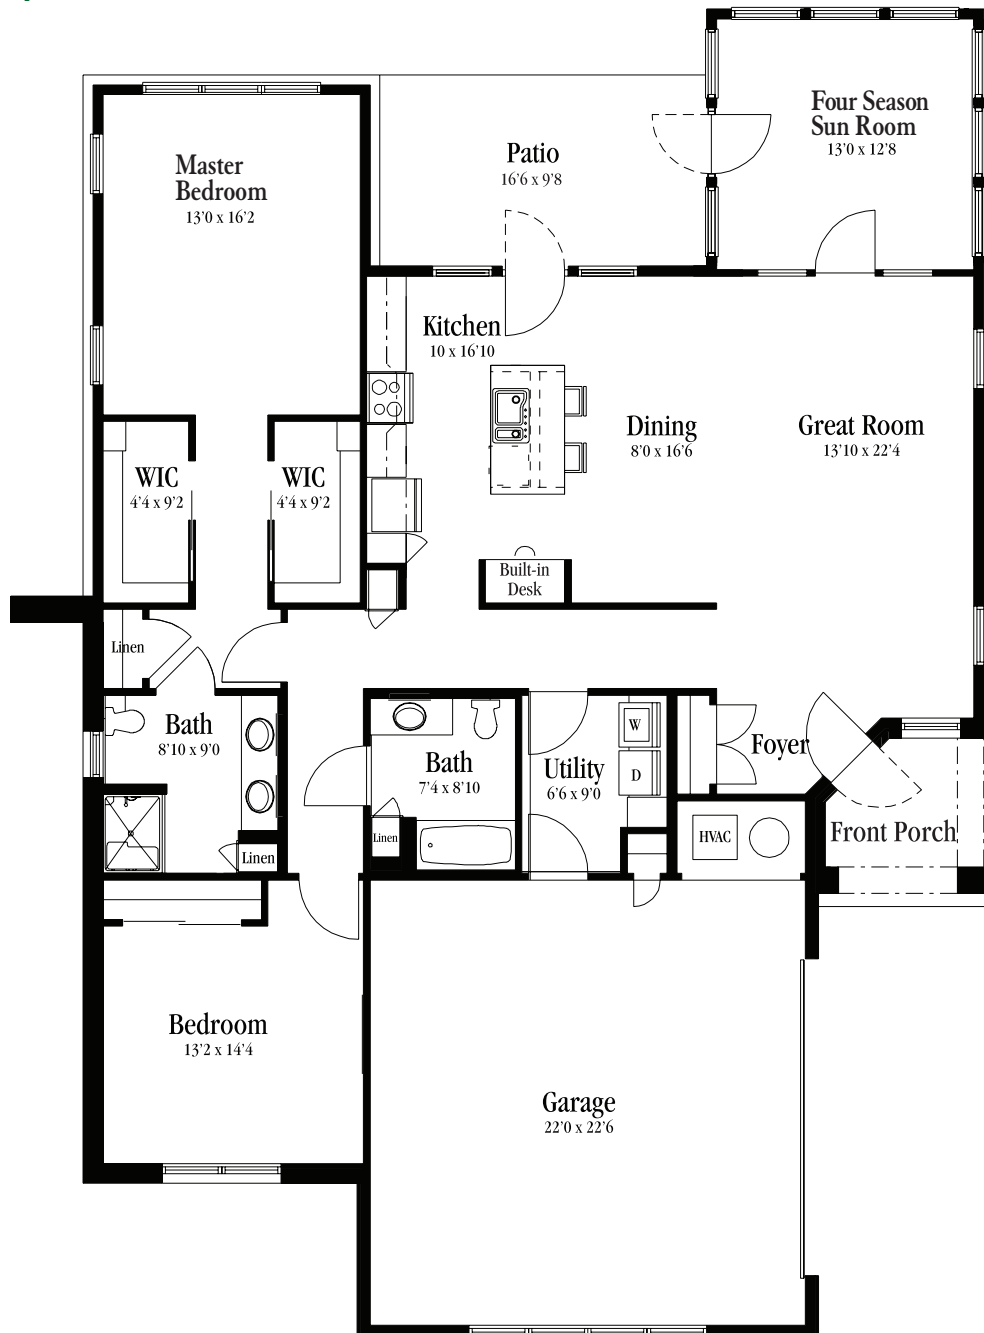 Four Season
Sun Room
13'0 x 12'8
Patio
16'6 x 9'8
Master
Bedroom
13'0 x 16'2
Kitchen
10 x 16'10
Dining
8'0 x 16'6
Great Room
13'10 x 22'4
WIC
4'4 x 9'2
WIC
4'4 x 9'2
Built-in
Desk
Linen
Bath
8'10 x 9'0
W
Foyer
Bath
7'4 x 8'10
Utility
6'6 x 9'0
D
Linen
HVAC
Front Porch
Linen
Bedroom
13'2 x 14'4
Garage
22'0 x 22'6